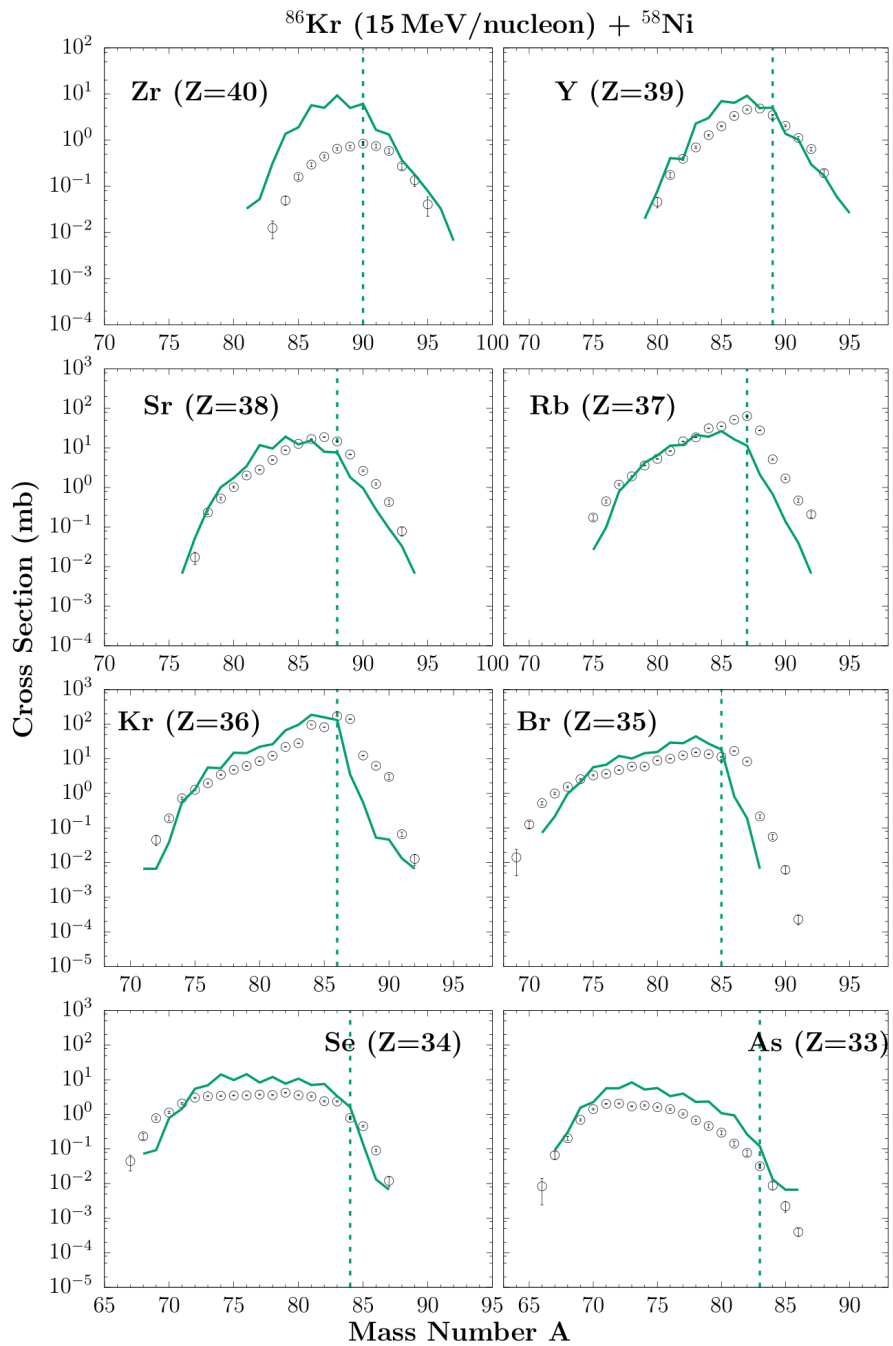 ⁸⁶Kr (15 MeV/nucleon) + ⁵⁸Ni
10² 10¹ 10⁰ 10⁻¹ 10⁻² 10⁻³ 10⁻⁴
Zr (Z=40)
Y (Z=39)
70 75 80 85 90 95 100
70 75 80 85 90 95
10³ 10² 10¹ 10⁰ 10⁻¹ 10⁻² 10⁻³ 10⁻⁴
Sr (Z=38)
Rb (Z=37)
70 75 80 85 90 95 100
70 75 80 85 90 95
Cross Section (mb)
10³ 10² 10¹ 10⁰ 10⁻¹ 10⁻² 10⁻³ 10⁻⁴ 10⁻⁵
Kr (Z=36)
Br (Z=35)
70 75 80 85 90 95
70 75 80 85 90 95
10³ 10² 10¹ 10⁰ 10⁻¹ 10⁻² 10⁻³ 10⁻⁴ 10⁻⁵
Se (Z=34)
As (Z=33)
65 70 75 80 85 90 95
65 70 75 80 85 90
Mass Number A